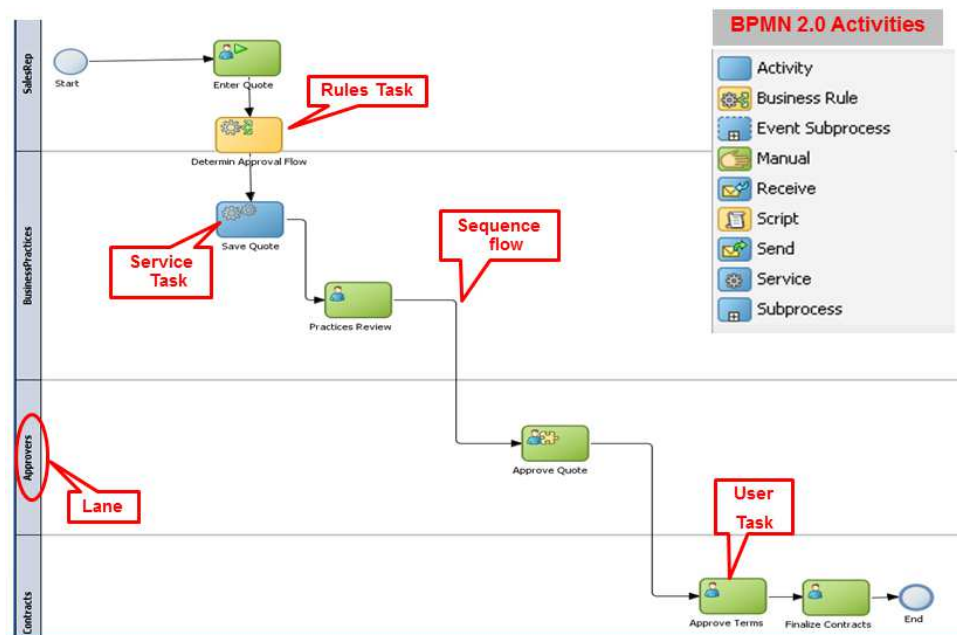 BPMN 2.0 Activities
Activity
Business Rule
Event Subprocess
Manual
Receive
Script
Send
Service
Subprocess
SalesRep
Start
Enter Quote
Rules Task
Determin Approval Flow
BusinessPractices
Save Quote
Service
Task
Sequence
flow
Practices Review
Approvers
Lane
Approve Quote
User
Task
Contracts
Approve Terms
Finalize Contracts
End